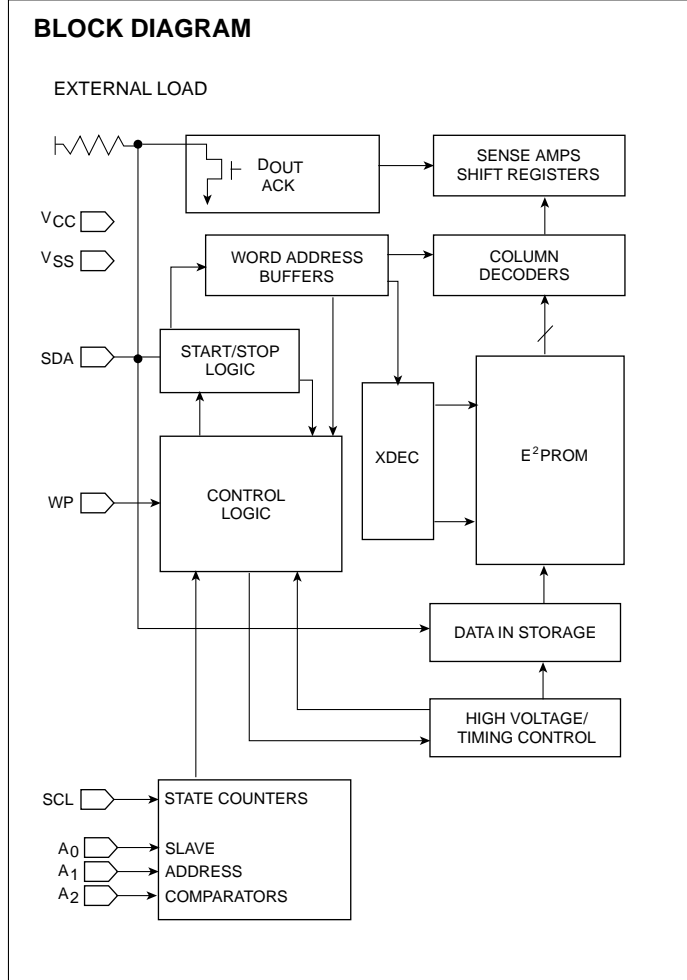 BLOCK DIAGRAM
EXTERNAL LOAD
DOUT
ACK
SENSE AMPS
SHIFT REGISTERS
VCC
VSS
WORD ADDRESS
BUFFERS
COLUMN
DECODERS
SDA
START/STOP
LOGIC
XDEC
E²PROM
WP
CONTROL
LOGIC
DATA IN STORAGE
HIGH VOLTAGE/
TIMING CONTROL
SCL
STATE COUNTERS
A0
SLAVE
A1
ADDRESS
A2
COMPARATORS